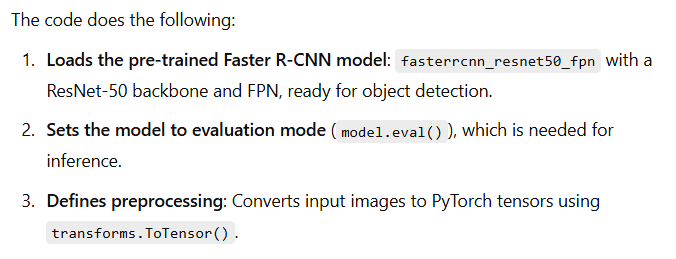 The code does the following:
1. Loads the pre-trained Faster R-CNN model: fasterrcnn_resnet50_fpn with a
ResNet-50 backbone and FPN, ready for object detection.
2. Sets the model to evaluation mode (model.eval()), which is needed for
inference.
3. Defines preprocessing: Converts input images to PyTorch tensors using
transforms.ToTensor().